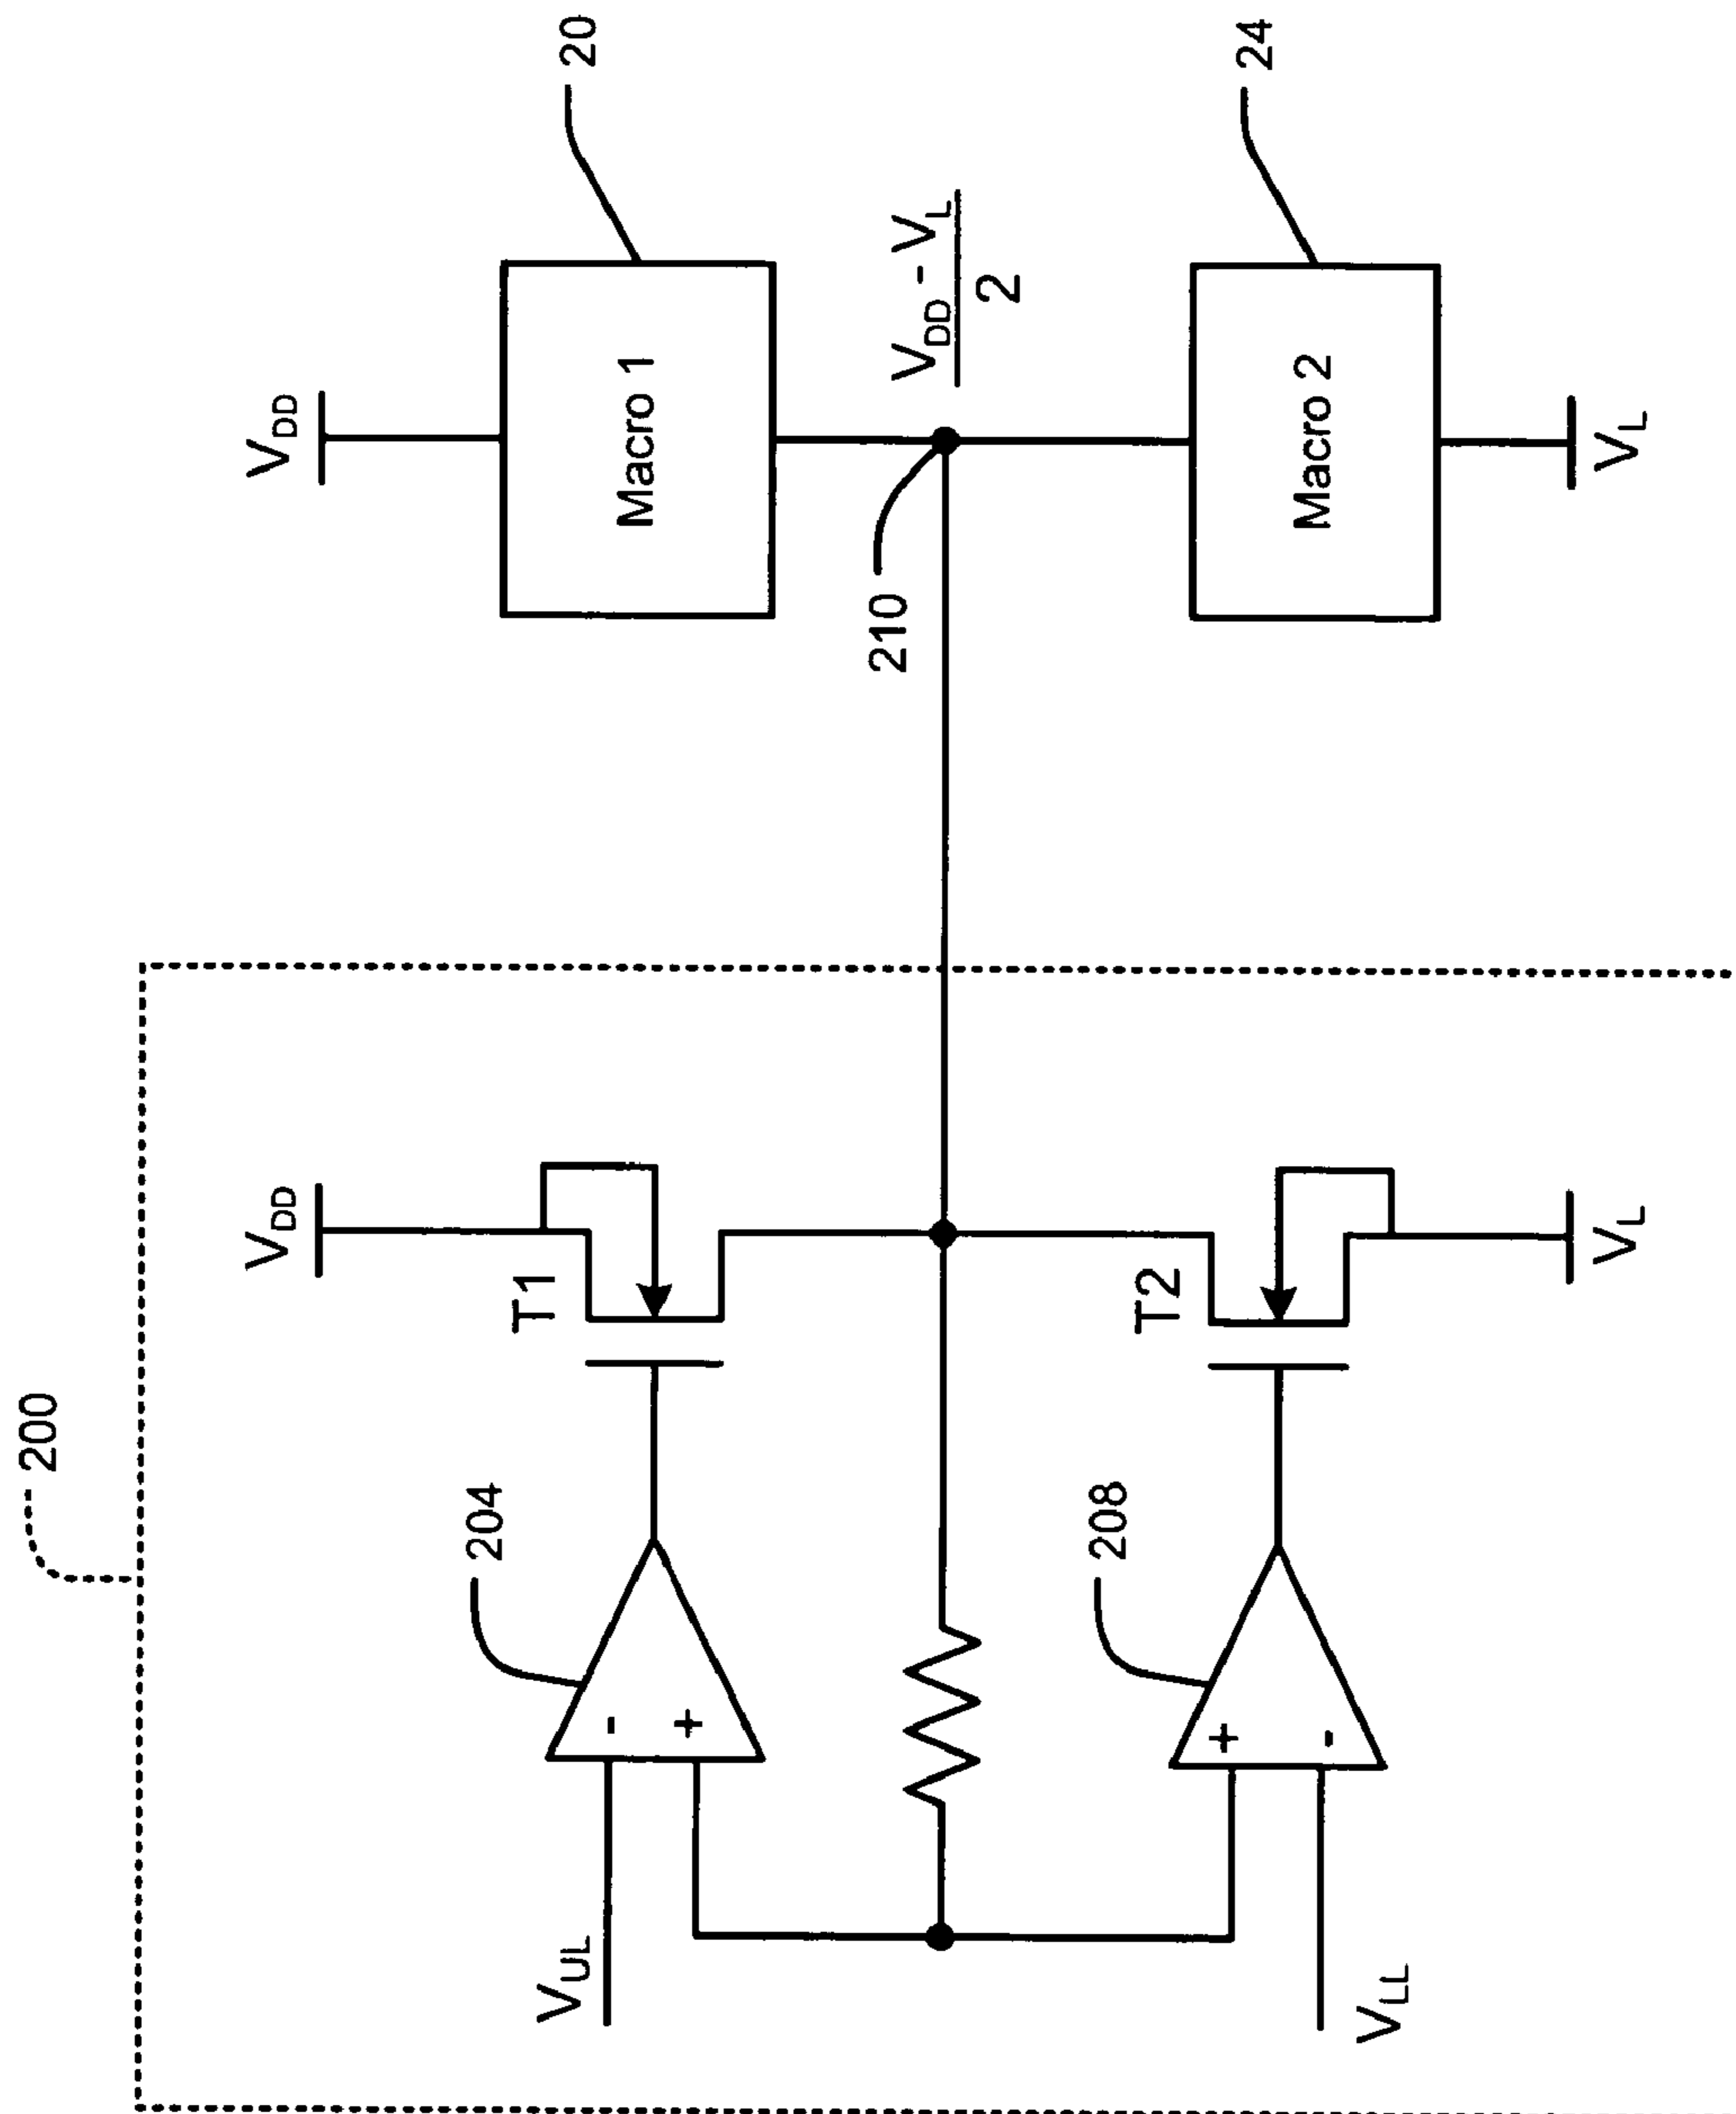 200
V_DD
V_DD
T1
204
-
+
V_UL
Macro 1
20
210
V_DD - V_L
2
T2
208
+
-
V_LL
Macro 2
24
V_L
V_L